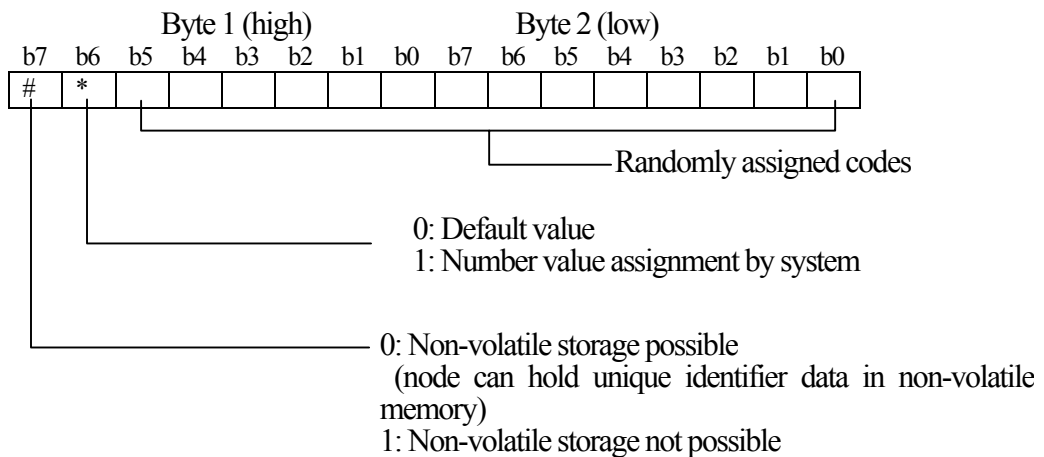 Byte 1 (high) Byte 2 (low)
b7 b6 b5 b4 b3 b2 b1 b0 b7 b6 b5 b4 b3 b2 b1 b0
# *
Randomly assigned codes
0: Default value
1: Number value assignment by system
0: Non-volatile storage possible
(node can hold unique identifier data in non-volatile
memory)
1: Non-volatile storage not possible